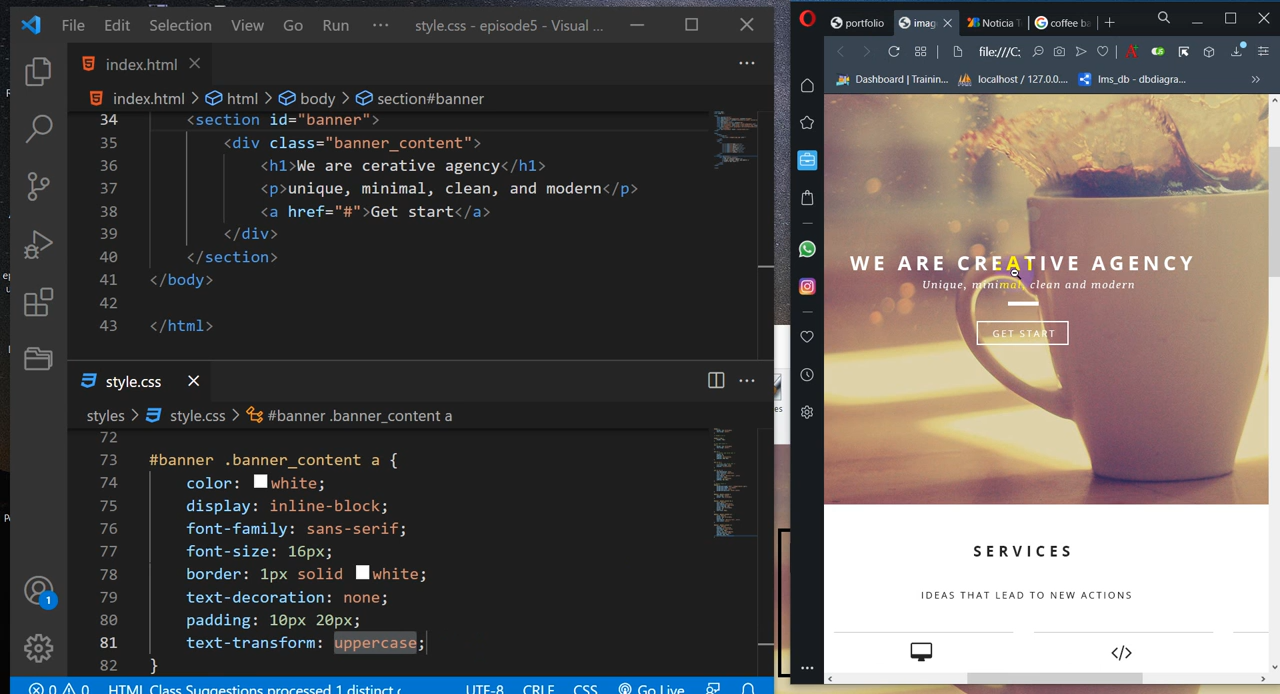 File Edit Selection View Go Run ··· style.css - episode5 - Visual ...
index.html
index.html > html > body > section#banner
34 <section id="banner">
35 <div class="banner_content">
36 <h1>We are cerative agency</h1>
37 <p>unique, minimal, clean, and modern</p>
38 <a href="#">Get start</a>
39 </div>
40 </section>
41 </body>
42
43 </html>
style.css
styles > style.css > #banner .banner_content a
72
73 #banner .banner_content a {
74 color: white;
75 display: inline-block;
76 font-family: sans-serif;
77 font-size: 16px;
78 border: 1px solid white;
79 text-decoration: none;
80 padding: 10px 20px;
81 text-transform: uppercase;
82 }
1
0 0 HTML Class Suggestions processed 1 distinct c UTF-8 CRLF CSS Go Live
portfolio imag Noticia T Google coffee ba
file:///C:
Dashboard | Trainin... localhost / 127.0.0.... lms_db - dbdiagra...
WE ARE CREATIVE AGENCY
Unique, minimal, clean and modern
GET START
SERVICES
IDEAS THAT LEAD TO NEW ACTIONS
</>